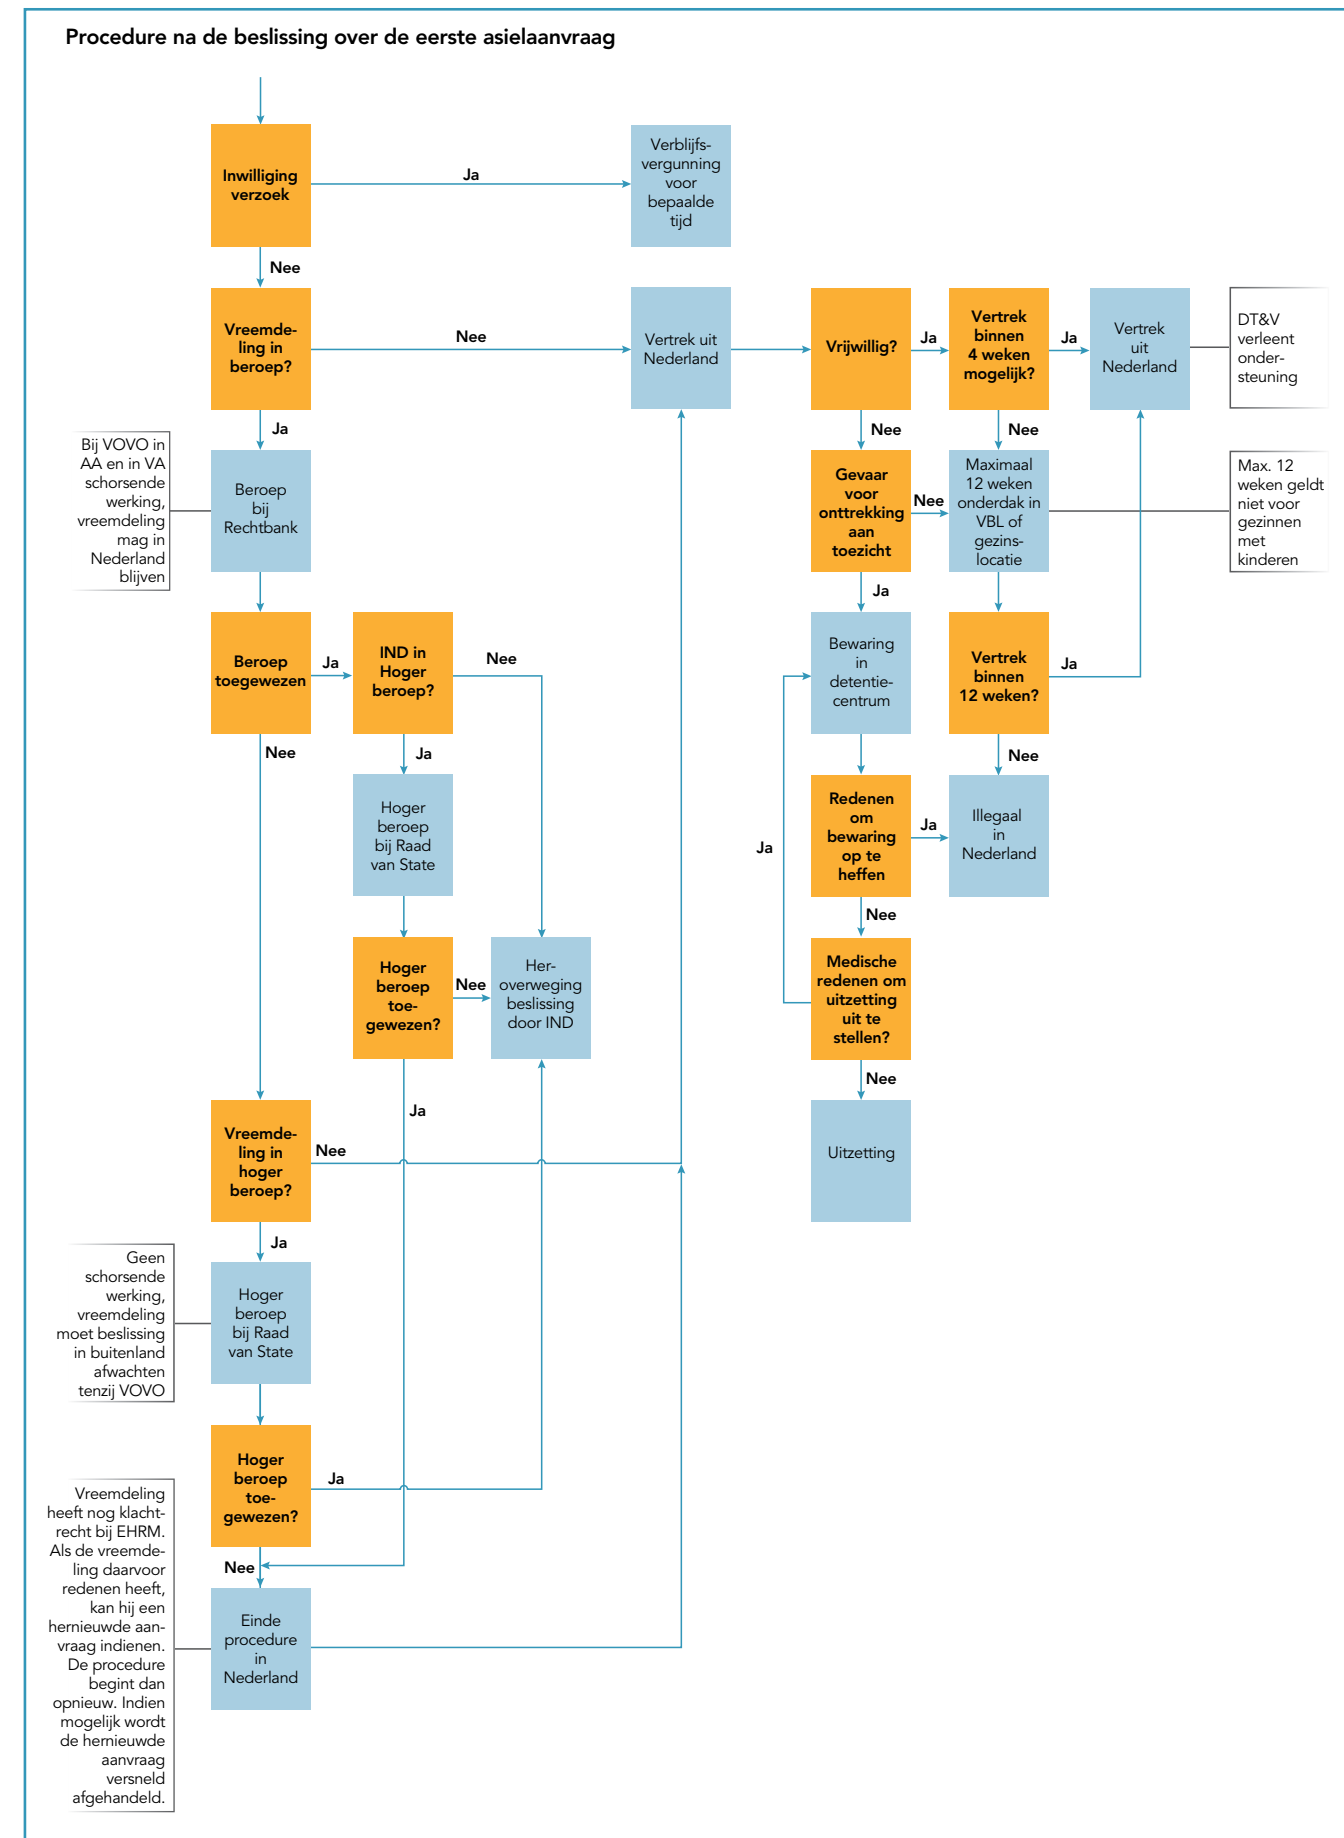 Procedure na de beslissing over de eerste asielaanvraag
Inwilliging
verzoek
Ja
Verblijfs-
vergunning
voor
bepaalde
tijd
Nee
Vreemde-
ling in
beroep?
Nee
Vertrek uit
Nederland
Vrijwillig?
Ja
Vertrek
binnen
4 weken
mogelijk?
Ja
Vertrek
uit
Nederland
DT&V
verleent
onder-
steuning
Ja
Nee
Nee
Bij VOVO in
AA en in VA
schorsende
werking,
vreemdeling
mag in
Nederland
blijven
Beroep
bij
Rechtbank
Gevaar
voor
onttrekking
aan
toezicht
Nee
Maximaal
12 weken
onderdak in
VBL of
gezins-
locatie
Max. 12
weken geldt
niet voor
gezinnen
met
kinderen
Ja
Beroep
toegewezen
Ja
IND in
Hoger
beroep?
Nee
Bewaring
in
detentie-
centrum
Vertrek
binnen
12 weken?
Ja
Nee
Ja
Nee
Hoger
beroep
bij Raad
van State
Ja
Redenen
om
bewaring
op te
heffen
Ja
Illegaal
in
Nederland
Nee
Hoger
beroep
toe-
gewezen?
Nee
Her-
overweging
beslissing
door IND
Medische
redenen om
uitzetting
uit te
stellen?
Nee
Ja
Vreemde-
ling in
hoger
beroep?
Nee
Uitzetting
Ja
Geen
schorsende
werking,
vreemdeling
moet beslissing
in buitenland
afwachten
tenzij VOVO
Hoger
beroep
bij Raad
van State
Hoger
beroep
toe-
gewezen?
Ja
Nee
Vreemdeling
heeft nog klacht-
recht bij EHRM.
Als de vreemde-
ling daarvoor
redenen heeft,
kan hij een
hernieuwde aan-
vraag indienen.
De procedure
begint dan
opnieuw. Indien
mogelijk wordt
de hernieuwde
aanvraag
versneld
afgehandeld.
Einde
procedure
in
Nederland